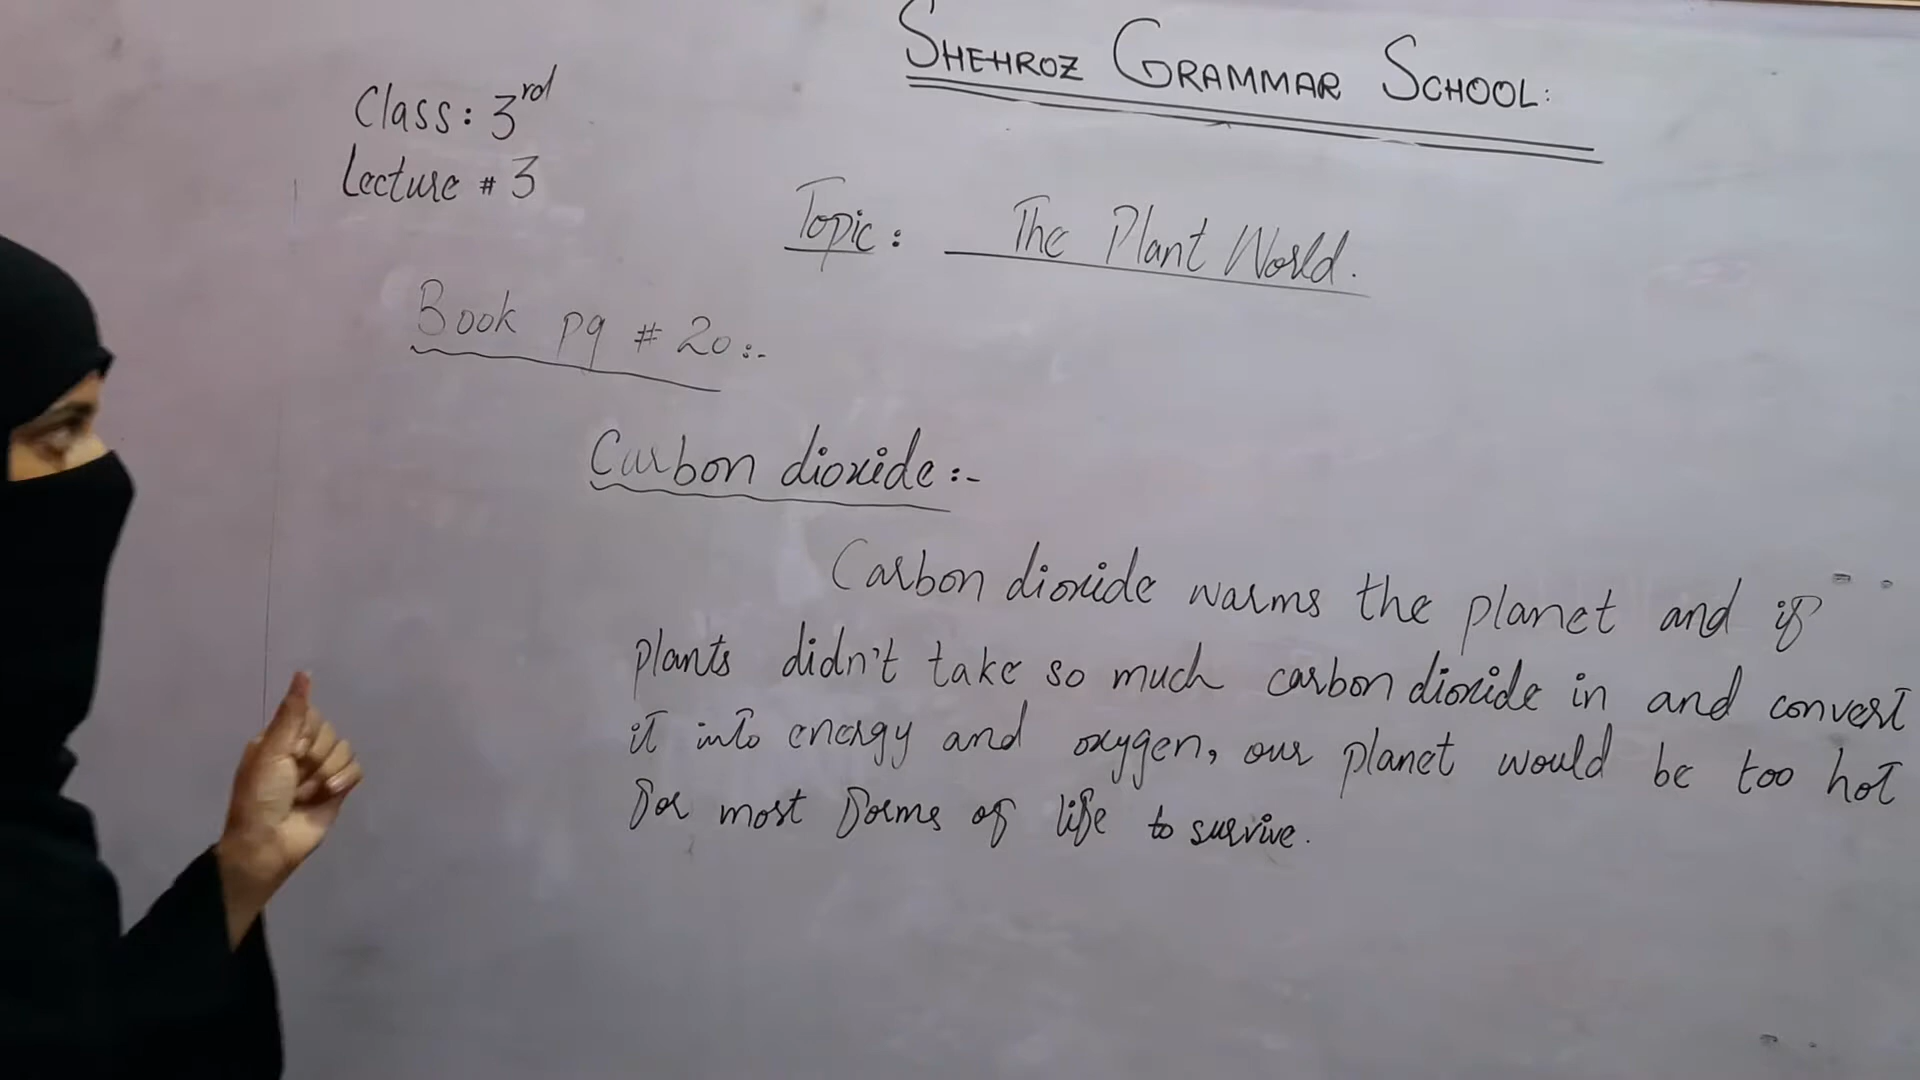 SHEHROZ GRAMMAR SCHOOL:
Class: 3rd
Lecture # 3
Topic: The Plant World.
Book pg # 20:-
Carbon dioxide:-
Carbon dioxide warms the planet and if
plants didn't take so much carbon dioxide in and convert
it into energy and oxygen, our planet would be too hot
for most forms of life to survive.